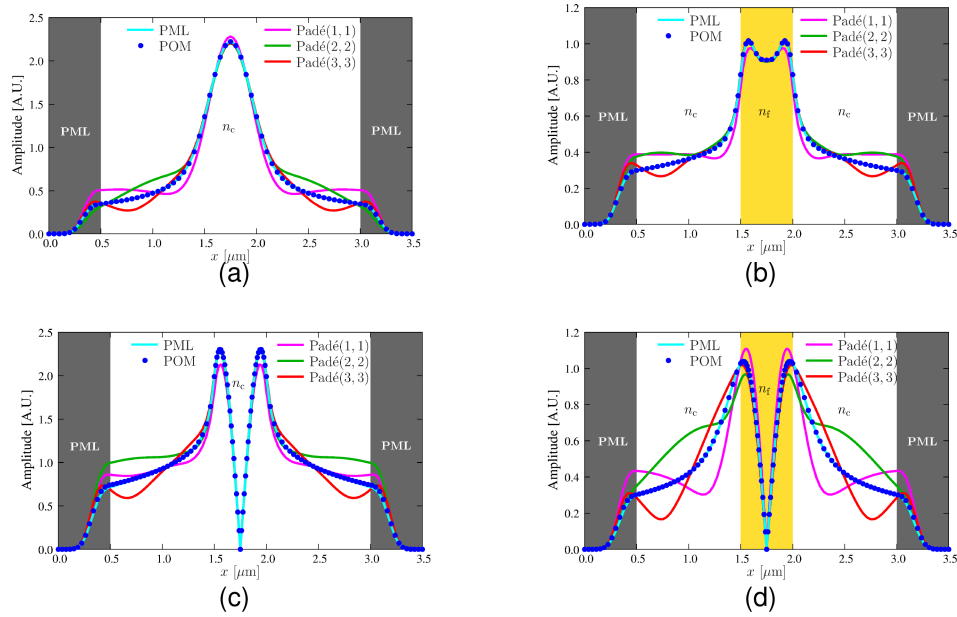 2.5
2.0
1.5
1.0
0.5
0.0
Amplitude [A.U.]
PML
POM
Padé(1, 1)
Padé(2, 2)
Padé(3, 3)
PML
n_c
PML
0.0 0.5 1.0 1.5 2.0 2.5 3.0 3.5
x [μm]
(a)
1.2
1.0
0.8
0.6
0.4
0.2
0.0
Amplitude [A.U.]
PML
POM
Padé(1, 1)
Padé(2, 2)
Padé(3, 3)
PML
n_c
n_f
n_c
PML
0.0 0.5 1.0 1.5 2.0 2.5 3.0 3.5
x [μm]
(b)
2.5
2.0
1.5
1.0
0.5
0.0
Amplitude [A.U.]
PML
POM
Padé(1, 1)
Padé(2, 2)
Padé(3, 3)
n_c
PML
PML
0.0 0.5 1.0 1.5 2.0 2.5 3.0 3.5
x [μm]
(c)
1.2
1.0
0.8
0.6
0.4
0.2
0.0
Amplitude [A.U.]
PML
POM
Padé(1, 1)
Padé(2, 2)
Padé(3, 3)
n_c
n_f
n_c
PML
PML
0.0 0.5 1.0 1.5 2.0 2.5 3.0 3.5
x [μm]
(d)